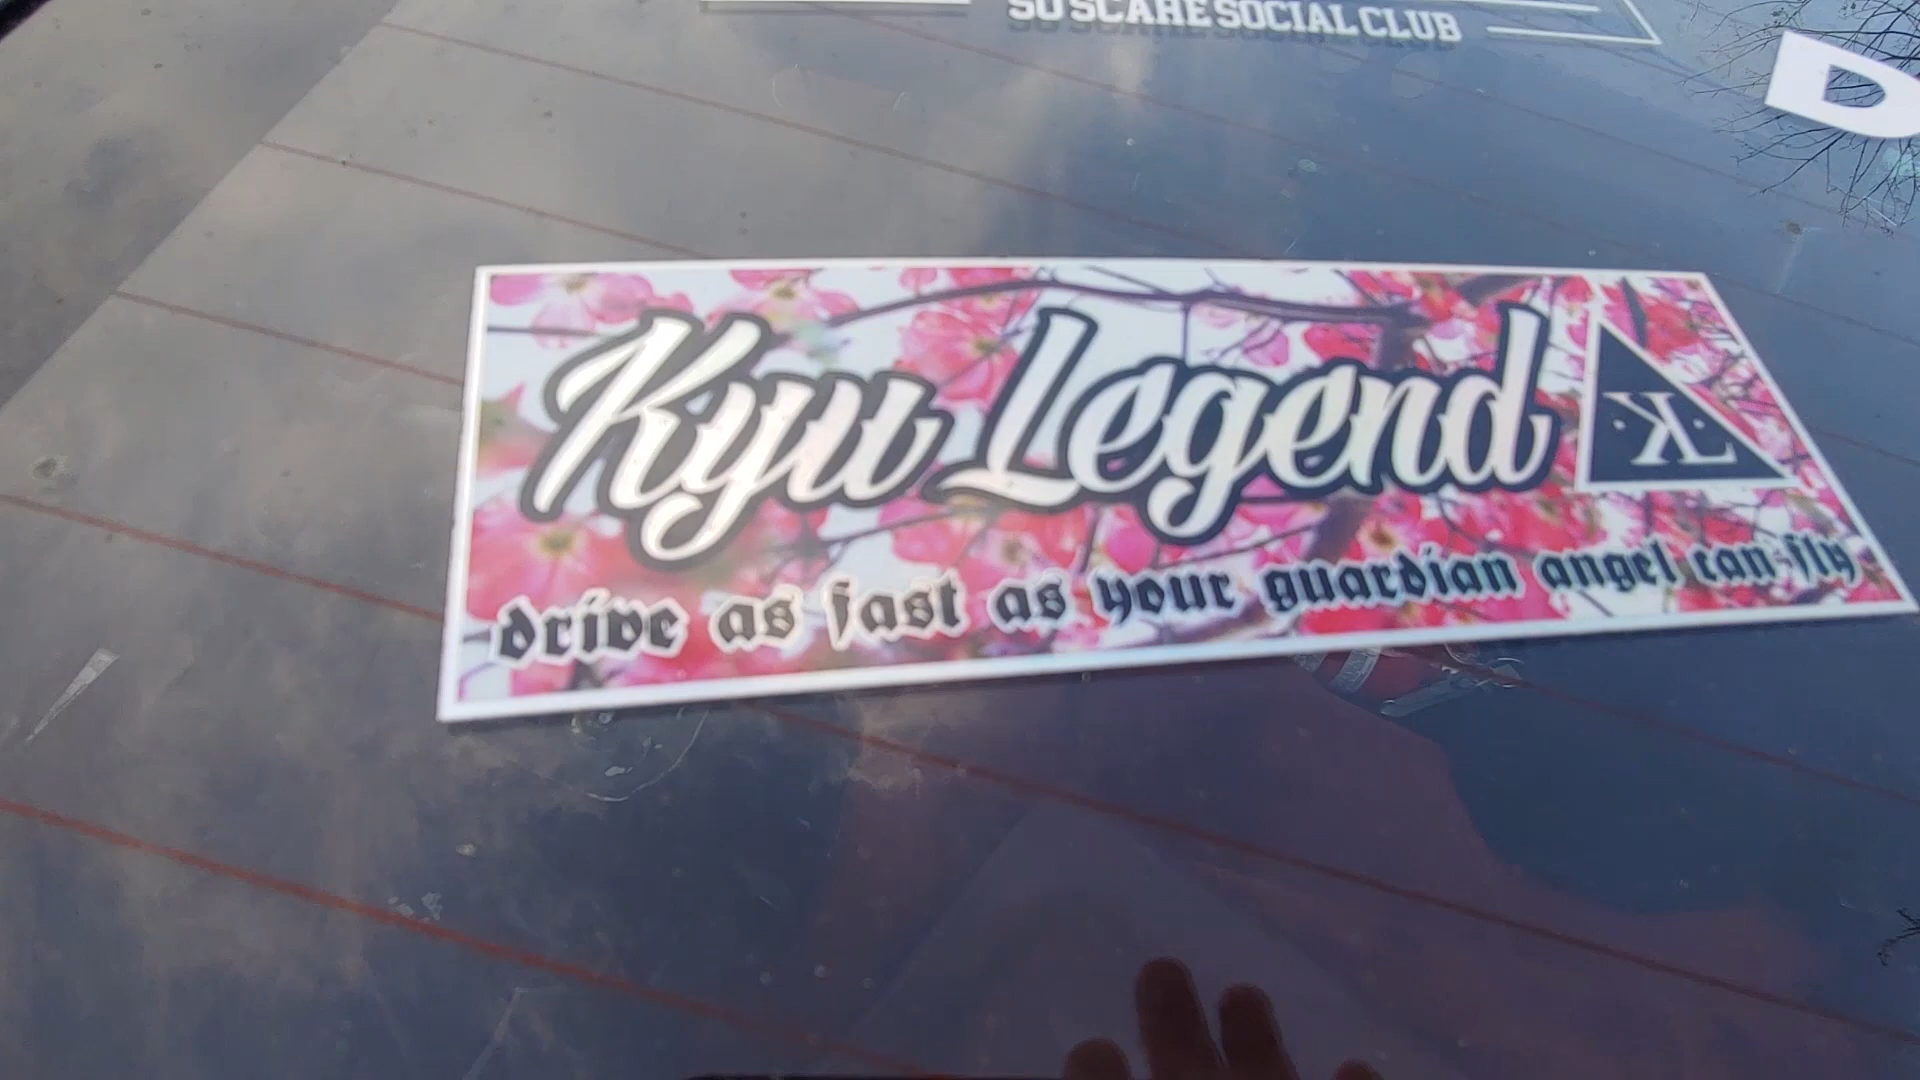 SO SCARE SOCIAL CLUB
D
Kyu Legend
KL
drive as fast as your guardian angel can fly